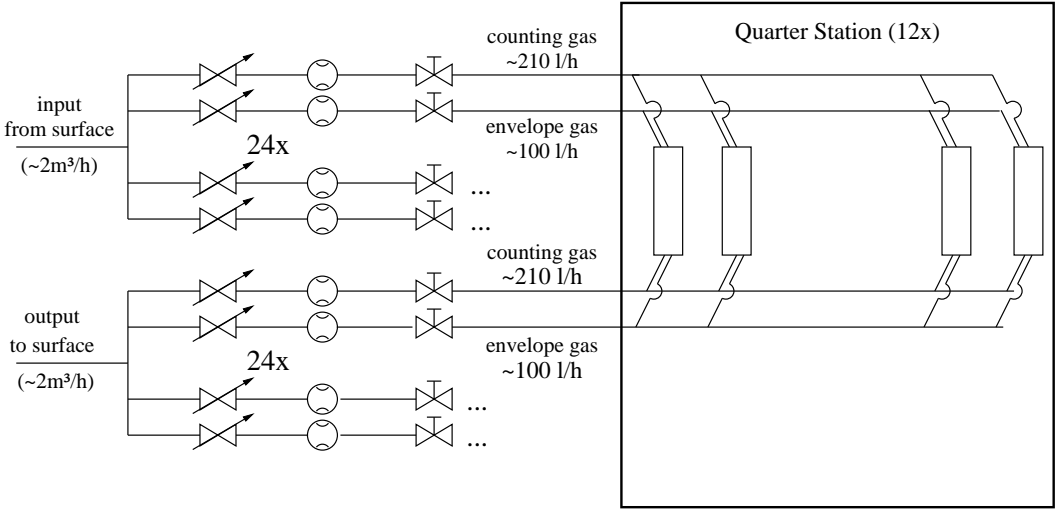 Quarter Station (12x)
counting gas
~210 l/h
input
from surface
(~2m³/h)
24x
envelope gas
~100 l/h
...
...
counting gas
~210 l/h
output
to surface
(~2m³/h)
24x
envelope gas
~100 l/h
...
...